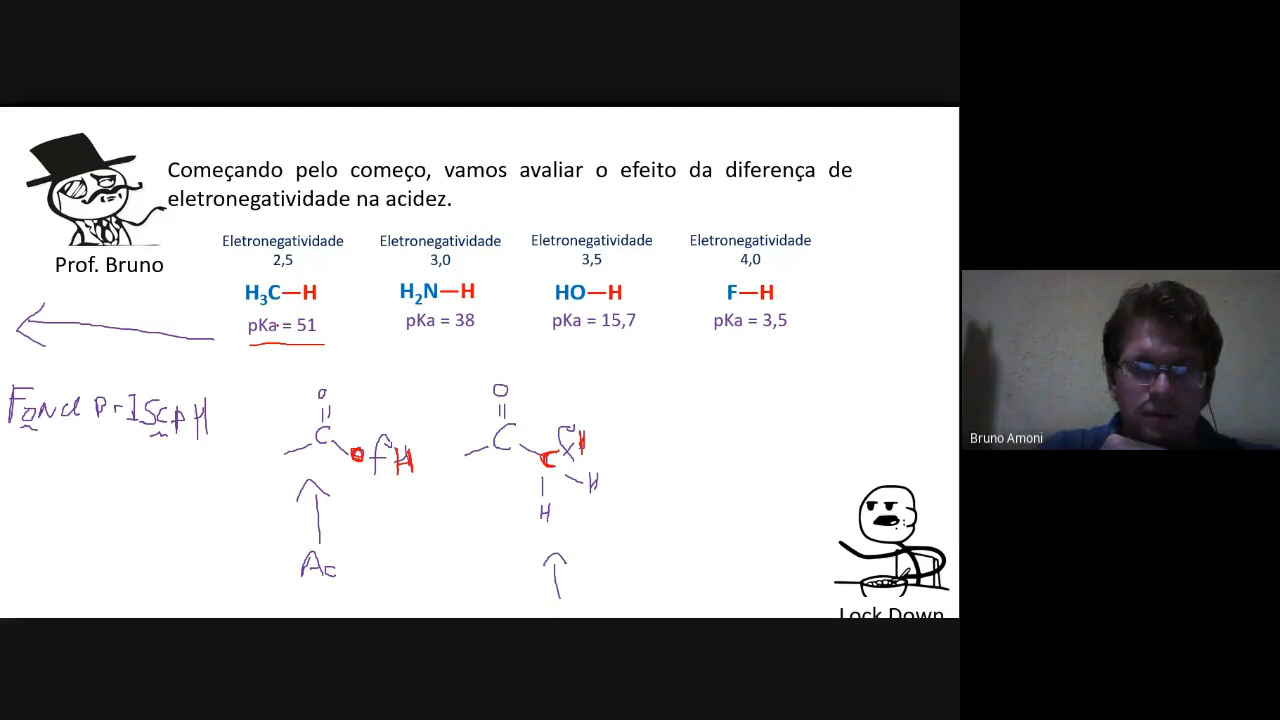 Começando pelo começo, vamos avaliar o efeito da diferença de
eletronegatividade na acidez.
Prof. Bruno
Eletronegatividade
2,5
Eletronegatividade
3,0
Eletronegatividade
3,5
Eletronegatividade
4,0
H₃C—H
H₂N—H
HO—H
F—H
pKa = 51
pKa = 38
pKa = 15,7
pKa = 3,5
O
O
C
C
O
H
C
H
H
H
Ac
Bruno Amoni
Lock Down